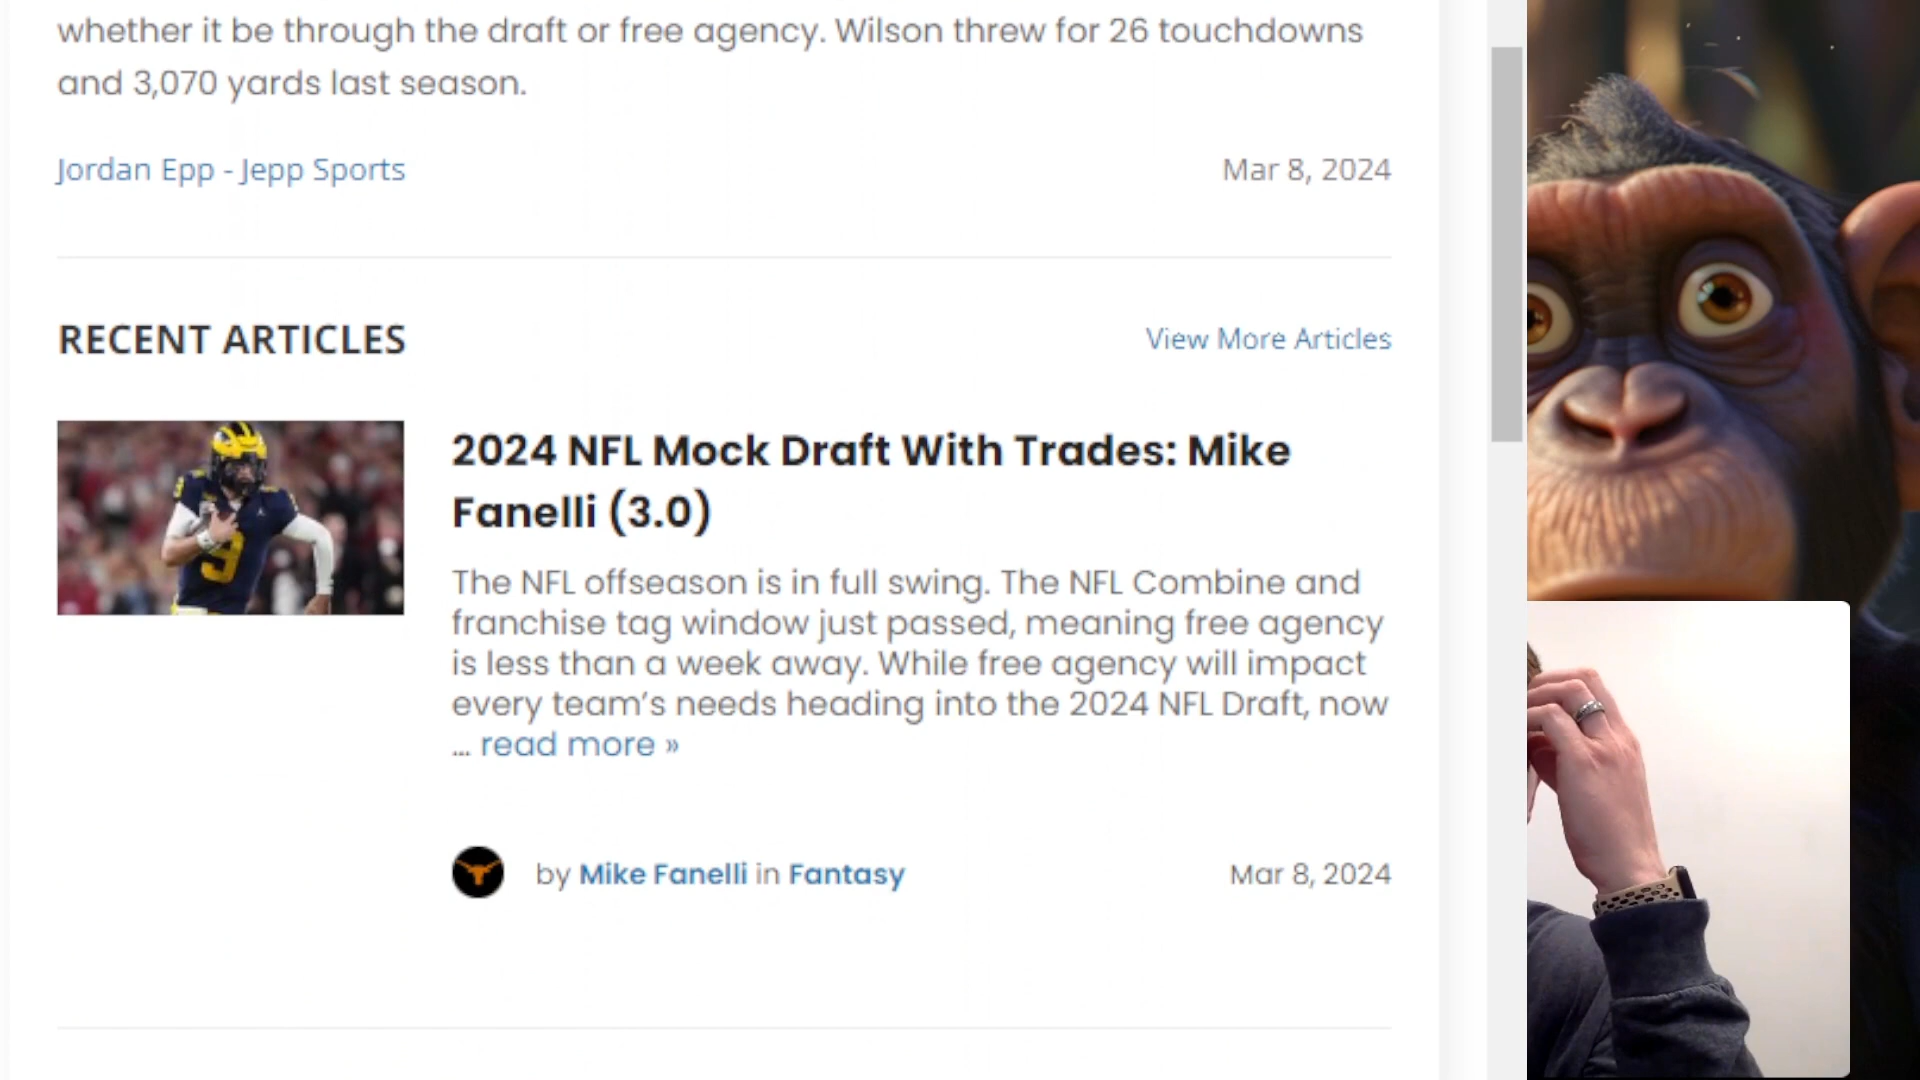 whether it be through the draft or free agency. Wilson threw for 26 touchdowns
and 3,070 yards last season.
Jordan Epp - Jepp Sports
Mar 8, 2024
RECENT ARTICLES
View More Articles
9
2024 NFL Mock Draft With Trades: Mike
Fanelli (3.0)
The NFL offseason is in full swing. The NFL Combine and
franchise tag window just passed, meaning free agency
is less than a week away. While free agency will impact
every team’s needs heading into the 2024 NFL Draft, now
... read more »
by Mike Fanelli in Fantasy
Mar 8, 2024